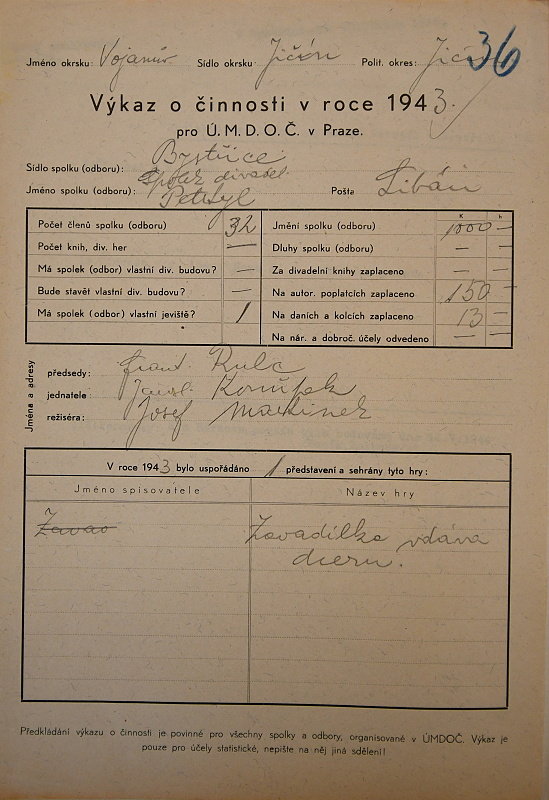 36
Jméno okrsku: Vojanův Sídlo okrsku: Jičín Polit. okres:
Výkaz o činnosti v roce 1943.
pro Ú. M. D. O. Č. v Praze.
Sídlo spolku (odboru): Bystřice
Jméno spolku (odboru): Spolek divadel. Pošta Libáň
K h
Počet členů spolku (odboru) 32 Jmění spolku (odboru) 1000 —
Počet knih, div. her — Dluhy spolku (odboru) — —
Má spolek (odbor) vlastní div. budovu? — Za divadelní knihy zaplaceno — —
Bude stavět vlastní div. budovu? — Na autor. poplatcích zaplaceno 150 —
Má spolek (odbor) vlastní jeviště? 1 Na daních a kolcích zaplaceno 13 —
Na nár. a dobroč. účely odvedeno — —
Jména a adresy
předsedy: Frant. Rulc
jednatele: Jarosl.
režiséra: Josef
V roce 1943 bylo uspořádáno 1 představení a sehrány tyto hry:
Jméno spisovatele Název hry
Zavad Zavadilka vdává
dceru.
Předkládání výkazu o činnosti je povinné pro všechny spolky a odbory, organisované v ÚMDOČ. Výkaz je
pouze pro účely statistické, nepište na něj jiná sdělení!